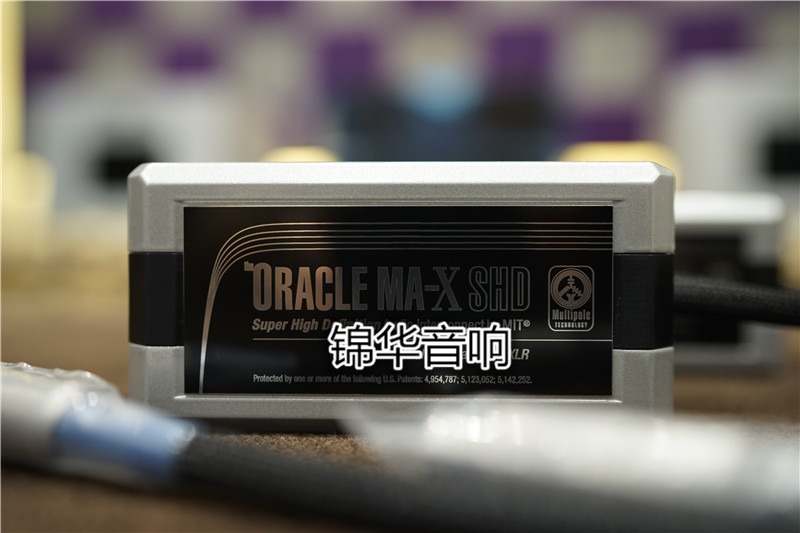 ORACLE MA-X SHD
Super High by MIT®
锦华音响
XLR
Multipole
TECHNOLOGY
Protected by one or more of the following U.S. Patents: 4,954,787; 5,123,052; 5,142,252.